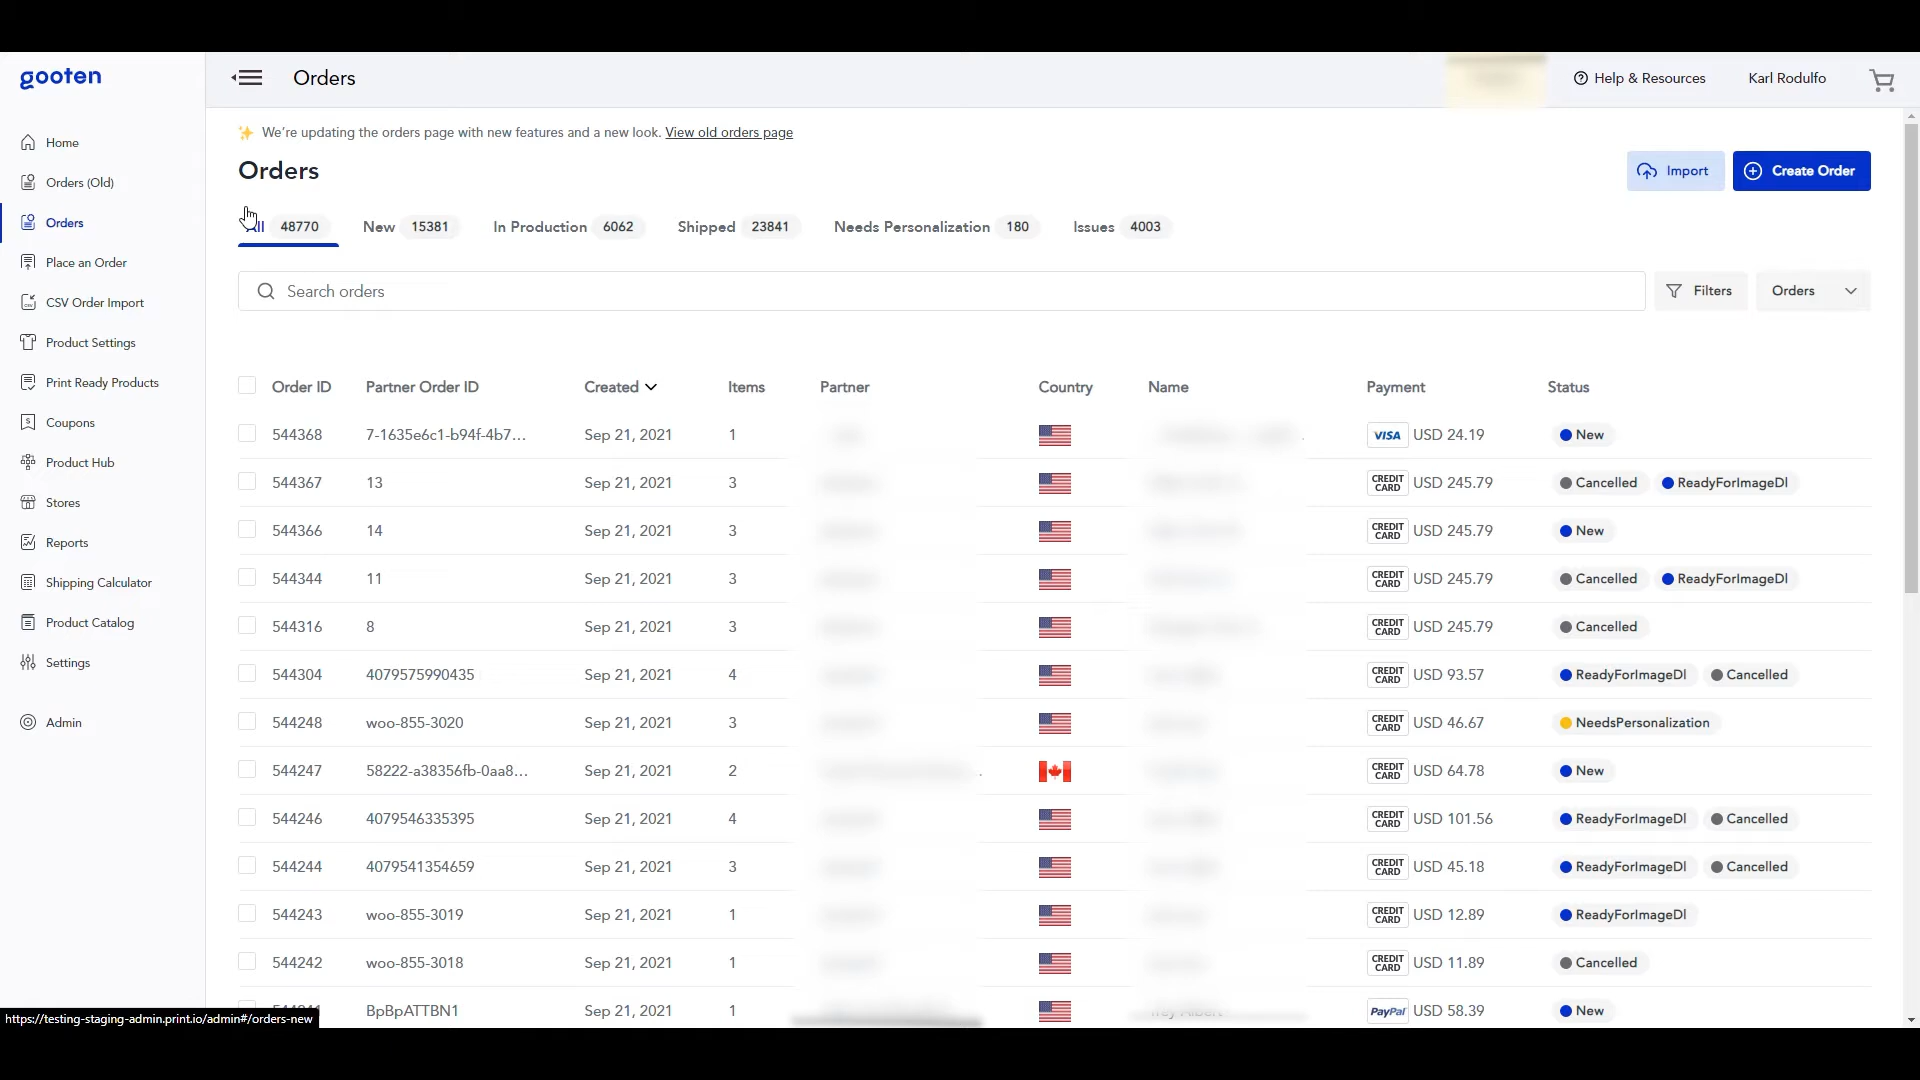 gooten
Orders
Help & Resources
Karl Rodulfo
Home
Orders (Old)
Orders
Place an Order
CSV Order Import
Product Settings
Print Ready Products
Coupons
Product Hub
Stores
Reports
Shipping Calculator
Product Catalog
Settings
Admin
✨ We're updating the orders page with new features and a new look. View old orders page
Orders
Import
Create Order
All 48770 New 15381 In Production 6062 Shipped 23841 Needs Personalization 180 Issues 4003
Search orders
Filters
Orders
Order ID Partner Order ID Created Items Partner Country Name Payment Status
544368 7-1635e6c1-b94f-4b7... Sep 21, 2021 1 VISA USD 24.19 New
544367 13 Sep 21, 2021 3 CREDIT CARD USD 245.79 Cancelled ReadyForImageDl
544366 14 Sep 21, 2021 3 CREDIT CARD USD 245.79 New
544344 11 Sep 21, 2021 3 CREDIT CARD USD 245.79 Cancelled ReadyForImageDl
544316 8 Sep 21, 2021 3 CREDIT CARD USD 245.79 Cancelled
544304 4079575990435 Sep 21, 2021 4 CREDIT CARD USD 93.57 ReadyForImageDl Cancelled
544248 woo-855-3020 Sep 21, 2021 3 CREDIT CARD USD 46.67 NeedsPersonalization
544247 58222-a38356fb-0aa8... Sep 21, 2021 2 CREDIT CARD USD 64.78 New
544246 4079546335395 Sep 21, 2021 4 CREDIT CARD USD 101.56 ReadyForImageDl Cancelled
544244 4079541354659 Sep 21, 2021 3 CREDIT CARD USD 45.18 ReadyForImageDl Cancelled
544243 woo-855-3019 Sep 21, 2021 1 CREDIT CARD USD 12.89 ReadyForImageDl
544242 woo-855-3018 Sep 21, 2021 1 CREDIT CARD USD 11.89 Cancelled
BpBpATTBN1 Sep 21, 2021 1 PayPal USD 58.39 New
https://testing-staging-admin.print.io/admin#/orders-new